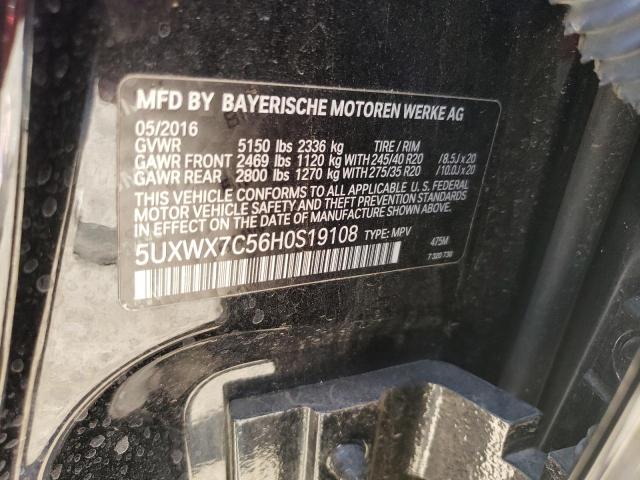 MFD BY BAYERISCHE MOTOREN WERKE AG
05/2016
GVWR 5150 lbs 2336 kg TIRE / RIM
GAWR FRONT 2469 lbs 1120 kg WITH 245/40 R20 / 8.5J x 20
GAWR REAR 2800 lbs 1270 kg WITH 275/35 R20 / 10.0J x 20
THIS VEHICLE CONFORMS TO ALL APPLICABLE U.S. FEDERAL
MOTOR VEHICLE SAFETY AND THEFT PREVENTION STANDARDS
IN EFFECT ON THE DATE OF MANUFACTURE SHOWN ABOVE.
5UXWX7C56H0S19108 TYPE: MPV 475M
7 320 736